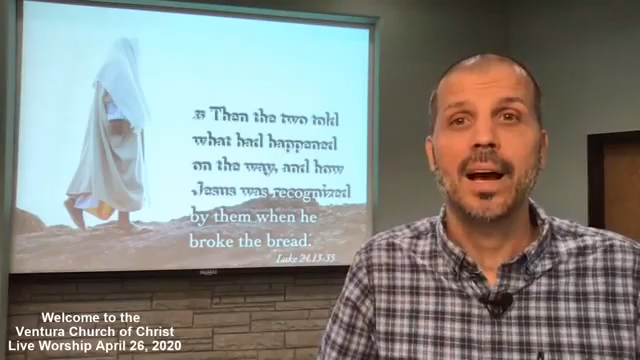 35 Then the two told
what had happened
on the way, and how
Jesus was recognized
by them when he
broke the bread.
Luke 24.13-35
Welcome to the
Ventura Church of Christ
Live Worship April 26, 2020